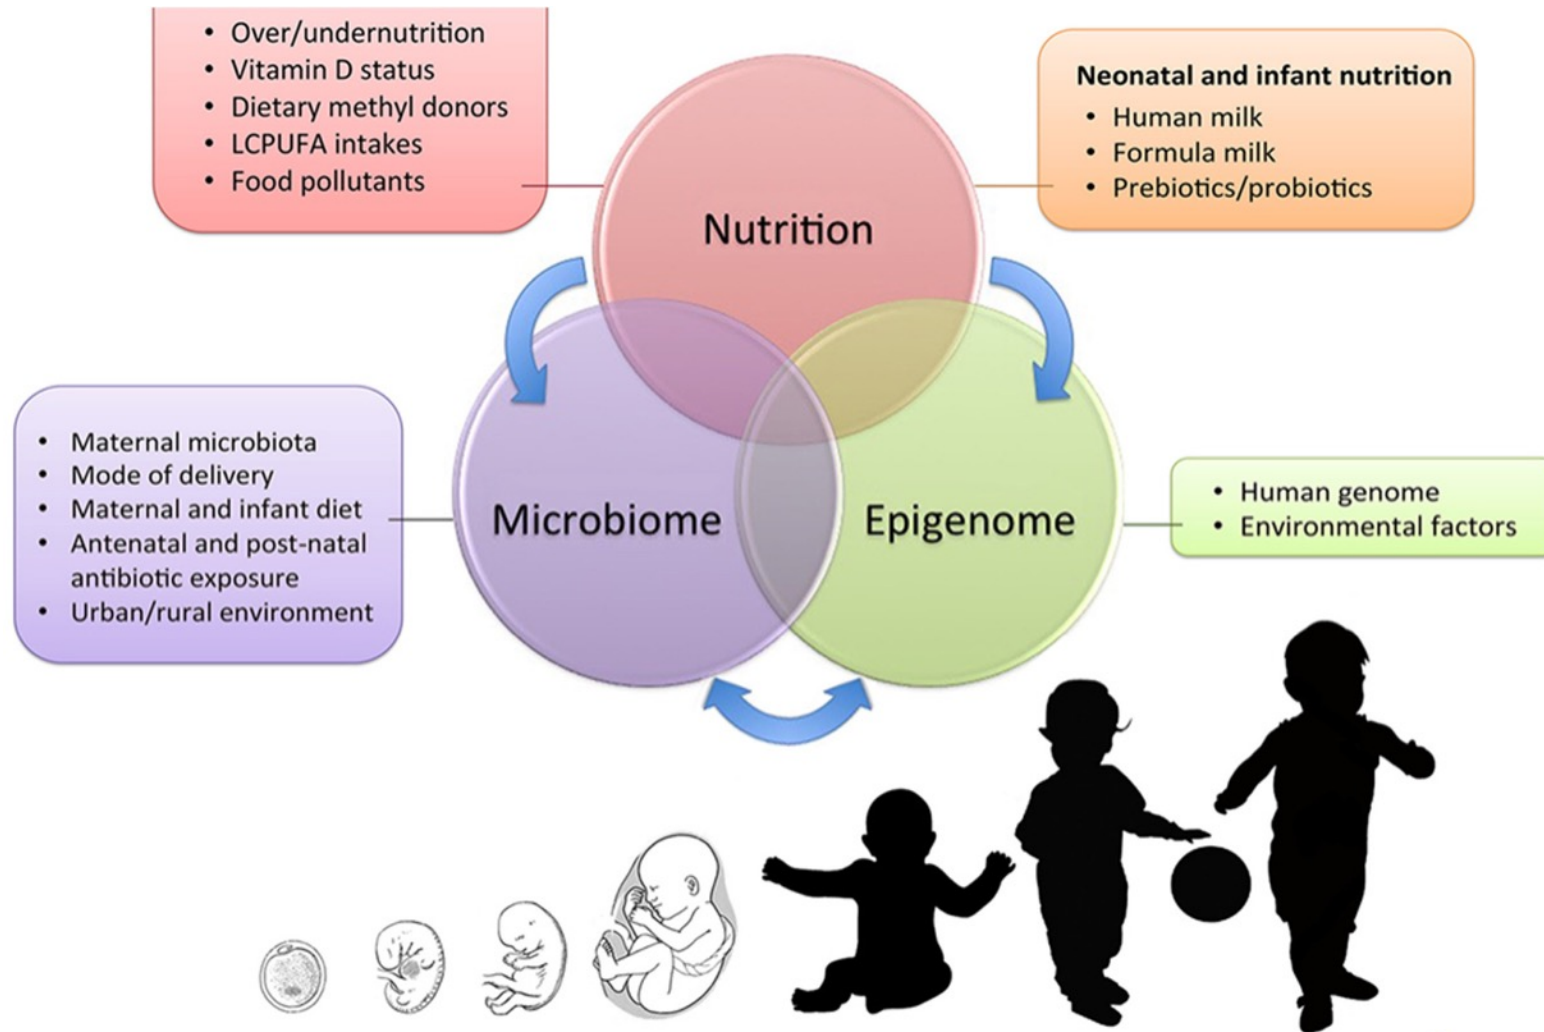 • Over/undernutrition
• Vitamin D status
• Dietary methyl donors
• LCPUFA intakes
• Food pollutants
Neonatal and infant nutrition
• Human milk
• Formula milk
• Prebiotics/probiotics
Nutrition
• Maternal microbiota
• Mode of delivery
• Maternal and infant diet
• Antenatal and post-natal
antibiotic exposure
• Urban/rural environment
Microbiome
Epigenome
• Human genome
• Environmental factors